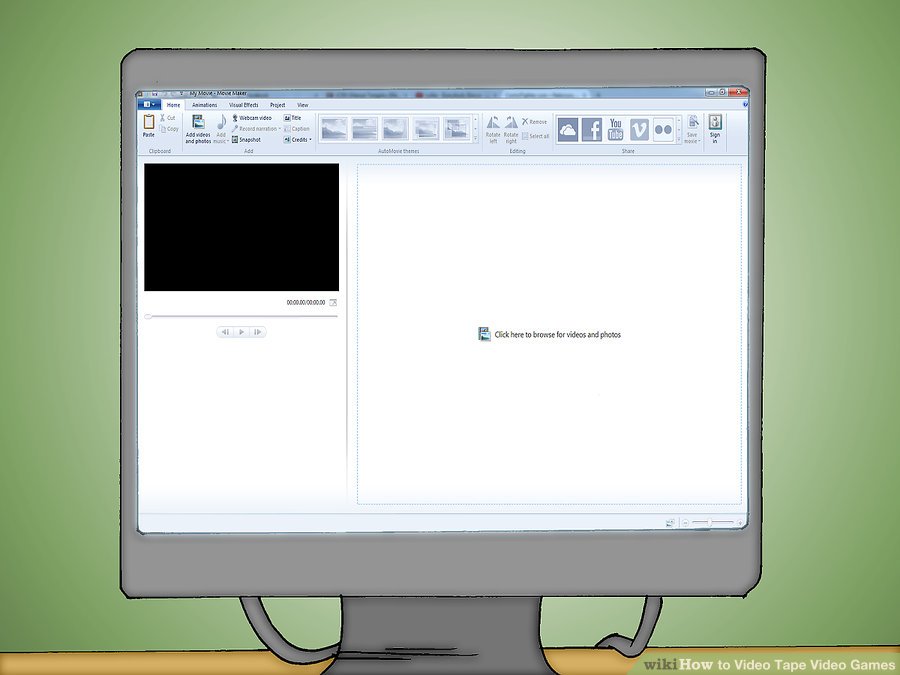 My Movie - Movie Maker
Home Animations Visual Effects Project View
Paste
Cut
Copy
Clipboard
Add videos
and photos
Add
music
Webcam video
Record narration
Snapshot
Title
Caption
Credits
Add
AutoMovie themes
Rotate
left
Rotate
right
Remove
Select all
Editing
You
Tube
Share
Save
movie
Sign
in
00:00.00/00:00.00
Click here to browse for videos and photos
wikiHow to Video Tape Video Games